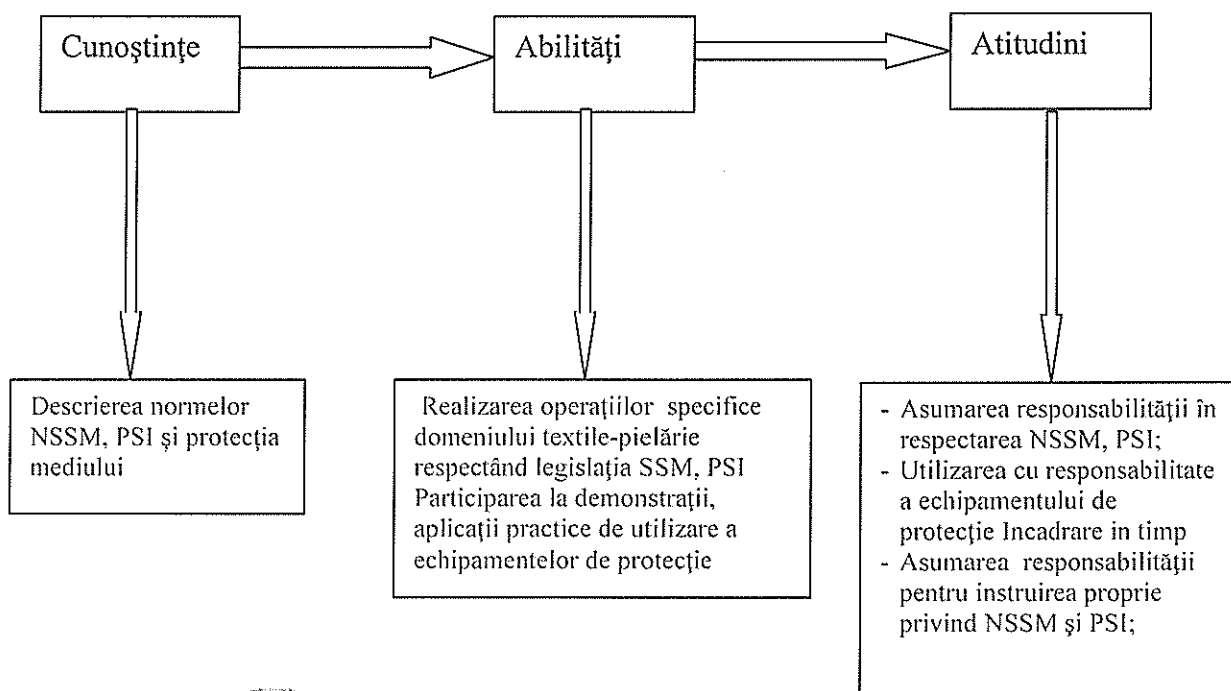 Cunoştinţe
Abilităţi
Atitudini
Descrierea normelor
NSSM, PSI şi protecţia
mediului
Realizarea operaţiilor specifice
domeniului textile-pielărie
respectând legislaţia SSM, PSI
Participarea la demonstraţii,
aplicaţii practice de utilizare a
echipamentelor de protecţie
- Asumarea responsabilităţii în
respectarea NSSM, PSI;
- Utilizarea cu responsabilitate
a echipamentului de
protecţie Incadrare in timp
- Asumarea responsabilităţii
pentru instruirea proprie
privind NSSM şi PSI;